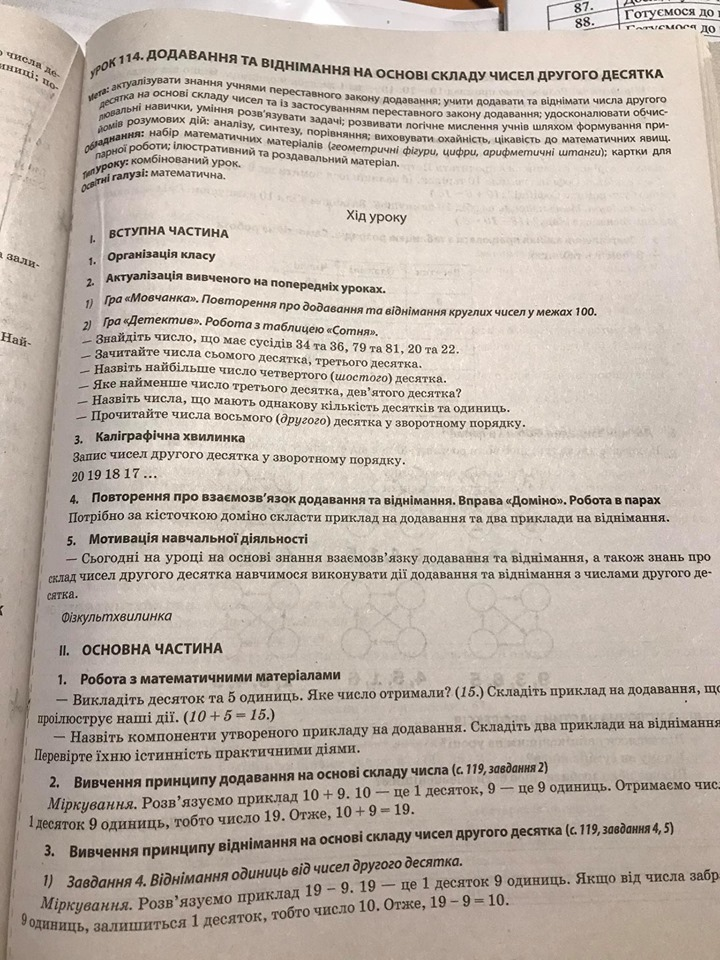 87.
88.
Готуємося до
Готуємося до
числа де-
иниці; по-
а зали-
Най-
УРОК 114. ДОДАВАННЯ ТА ВІДНІМАННЯ НА ОСНОВІ СКЛАДУ ЧИСЕЛ ДРУГОГО ДЕСЯТКА
Мета: актуалізувати знання учнями переставного закону додавання; учити додавати та віднімати числа другого
десятка на основі складу чисел та із застосуванням переставного закону додавання; удосконалювати обчис-
лювальні навички, уміння розв'язувати задачі; розвивати логічне мислення учнів шляхом формування при-
йомів розумових дій: аналізу, синтезу, порівняння; виховувати охайність, цікавість до математичних явищ.
Обладнання: набір математичних матеріалів (геометричні фігури, цифри, арифметичні штанги); картки для
парної роботи; ілюстративний та роздавальний матеріал.
Тип уроку: комбінований урок.
Освітні галузі: математична.
Хід уроку
І. ВСТУПНА ЧАСТИНА
1. Організація класу
2. Актуалізація вивченого на попередніх уроках.
1) Гра «Мовчанка». Повторення про додавання та віднімання круглих чисел у межах 100.
2) Гра «Детектив». Робота з таблицею «Сотня».
— Знайдіть число, що має сусідів 34 та 36, 79 та 81, 20 та 22.
— Зачитайте числа сьомого десятка, третього десятка.
— Назвіть найбільше число четвертого (шостого) десятка.
— Яке найменше число третього десятка, дев'ятого десятка?
— Назвіть числа, що мають однакову кількість десятків та одиниць.
— Прочитайте числа восьмого (другого) десятка у зворотному порядку.
3. Каліграфічна хвилинка
Запис чисел другого десятка у зворотному порядку.
20 19 18 17 ...
4. Повторення про взаємозв'язок додавання та віднімання. Вправа «Доміно». Робота в парах
Потрібно за кісточкою доміно скласти приклад на додавання та два приклади на віднімання.
5. Мотивація навчальної діяльності
— Сьогодні на уроці на основі знання взаємозв'язку додавання та віднімання, а також знань про
склад чисел другого десятка навчимося виконувати дії додавання та віднімання з числами другого де-
сятка.
Фізкультхвилинка
ІІ. ОСНОВНА ЧАСТИНА
1. Робота з математичними матеріалами
— Викладіть десяток та 5 одиниць. Яке число отримали? (15.) Складіть приклад на додавання, що
проілюструє наші дії. (10 + 5 = 15.)
— Назвіть компоненти утвореного прикладу на додавання. Складіть два приклади на віднімання
Перевірте їхню істинність практичними діями.
2. Вивчення принципу додавання на основі складу числа (с. 119, завдання 2)
Міркування. Розв'язуємо приклад 10 + 9. 10 — це 1 десяток, 9 — це 9 одиниць. Отримаємо чис
1 десяток 9 одиниць, тобто число 19. Отже, 10 + 9 = 19.
3. Вивчення принципу віднімання на основі складу чисел другого десятка (с. 119, завдання 4, 5)
1) Завдання 4. Віднімання одиниць від чисел другого десятка.
Міркування. Розв'язуємо приклад 19 – 9. 19 — це 1 десяток 9 одиниць. Якщо від числа забр
9 одиниць, залишиться 1 десяток, тобто число 10. Отже, 19 – 9 = 10.